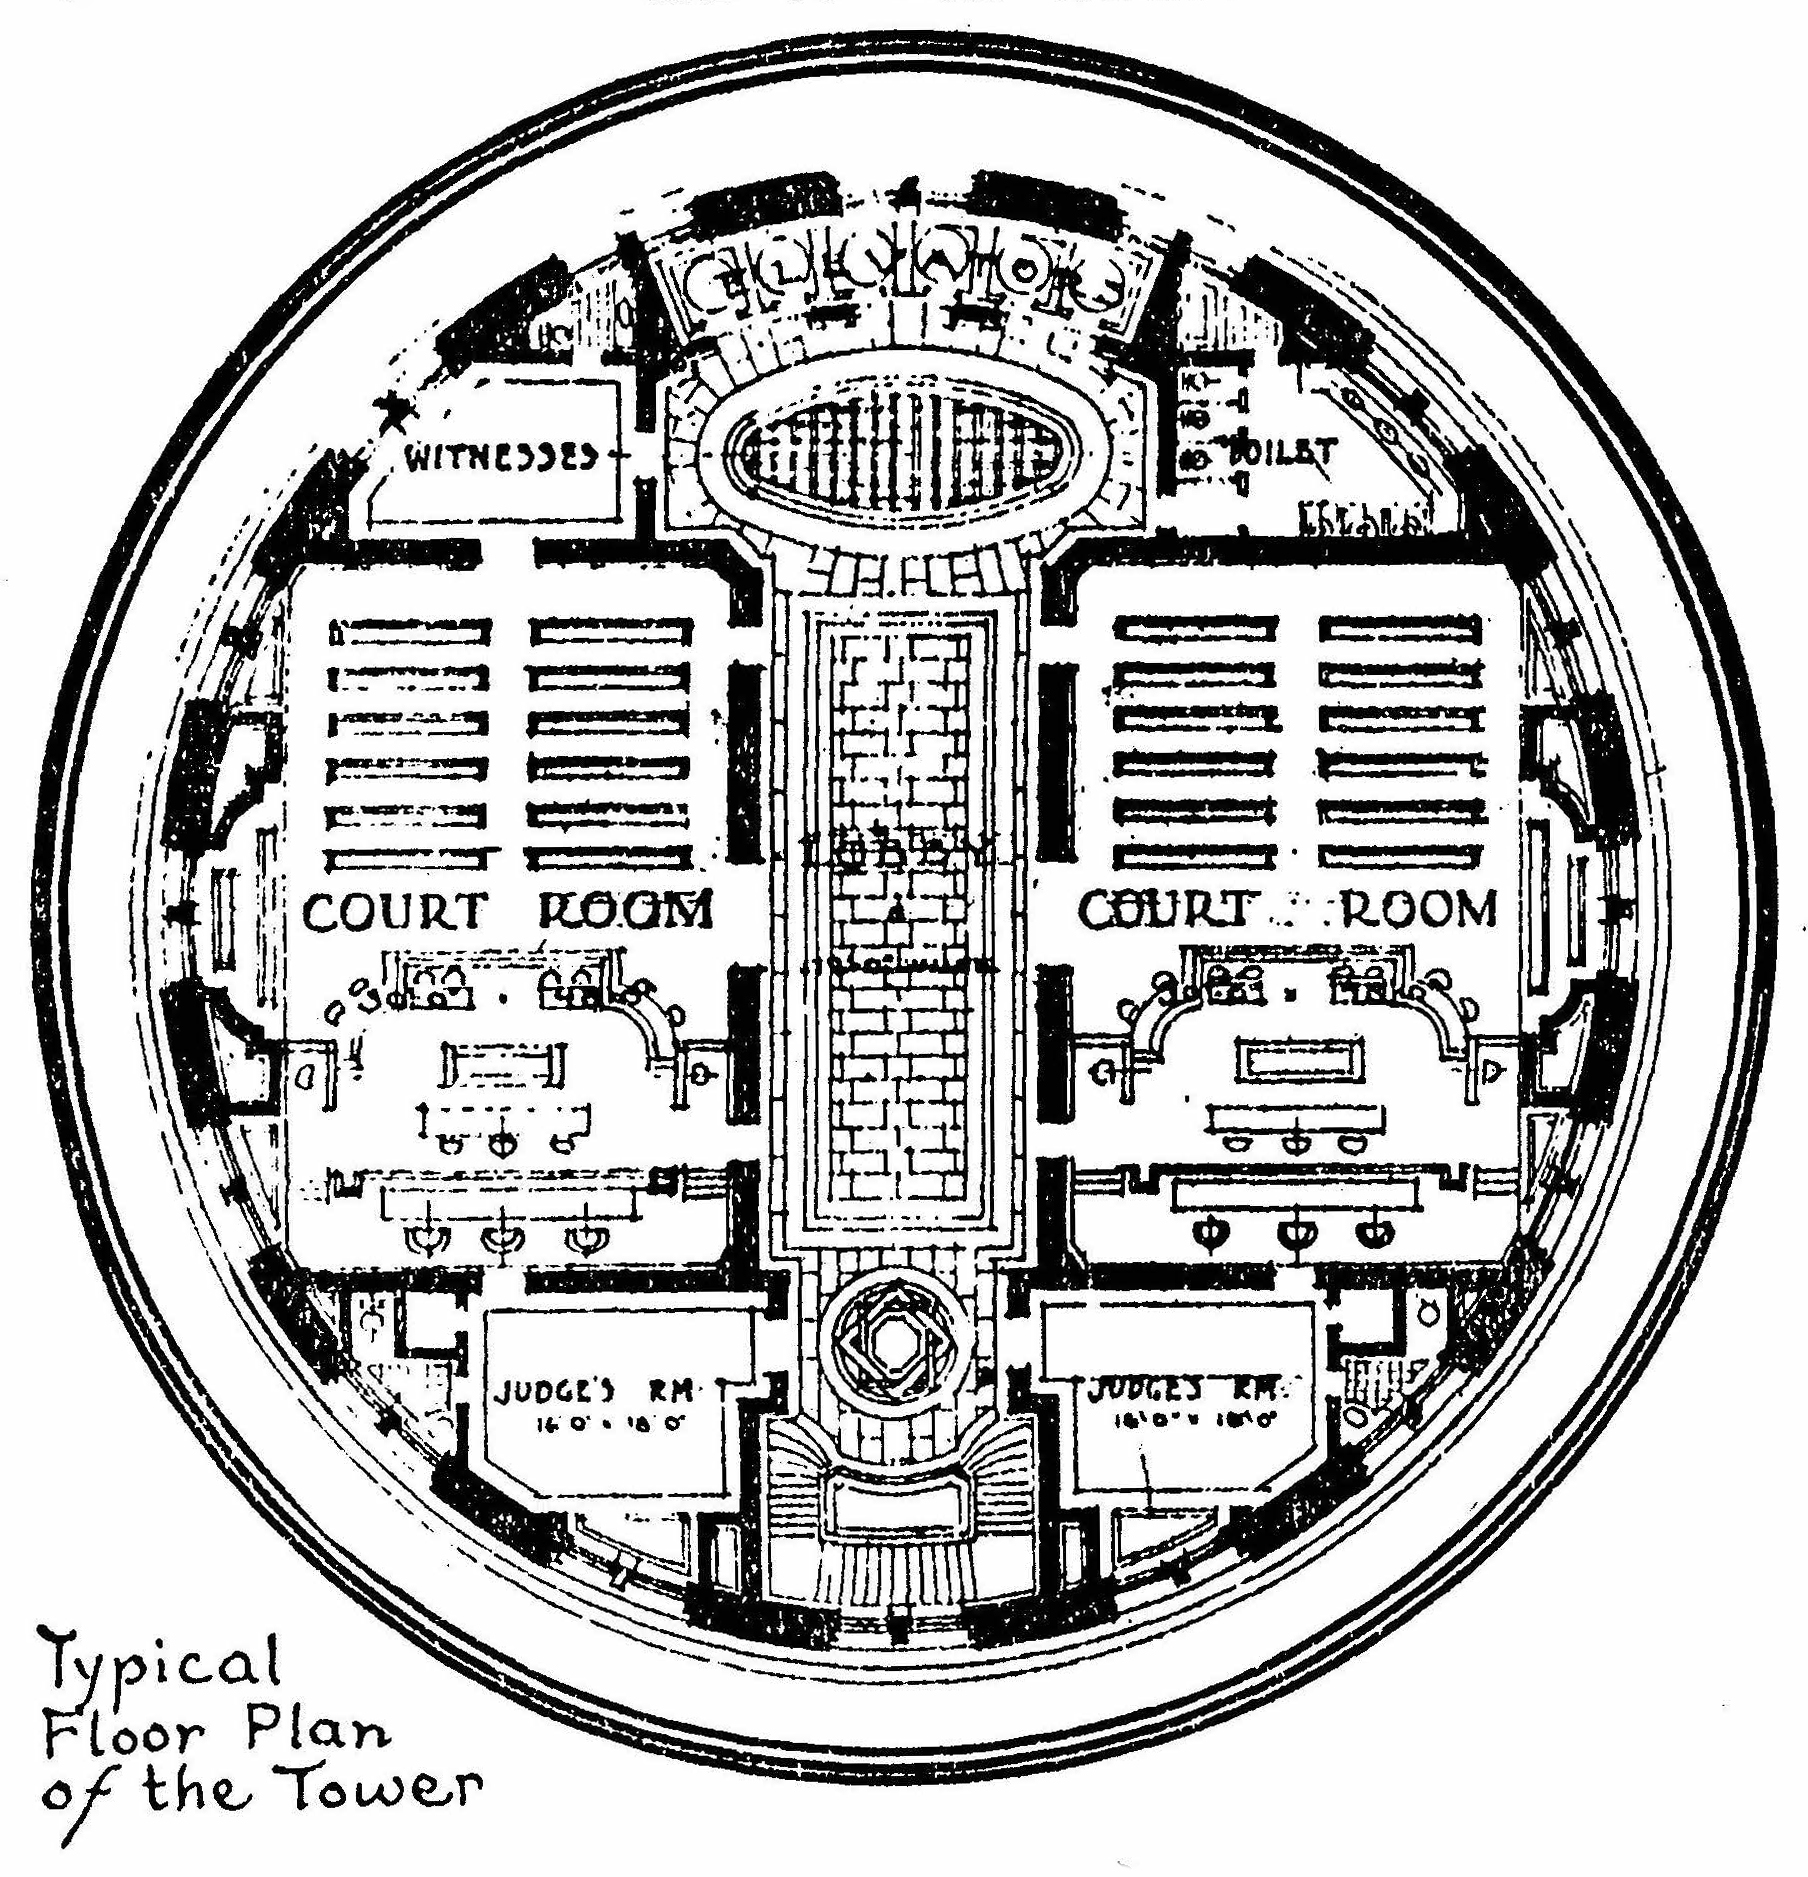 WITNESSES
TOILET
LOBBY
COURT ROOM
COURT ROOM
JUDGE'S RM.
16'0" x 18'0"
JUDGE'S RM.
16'0" x 18'0"
Typical
Floor Plan
of the Tower